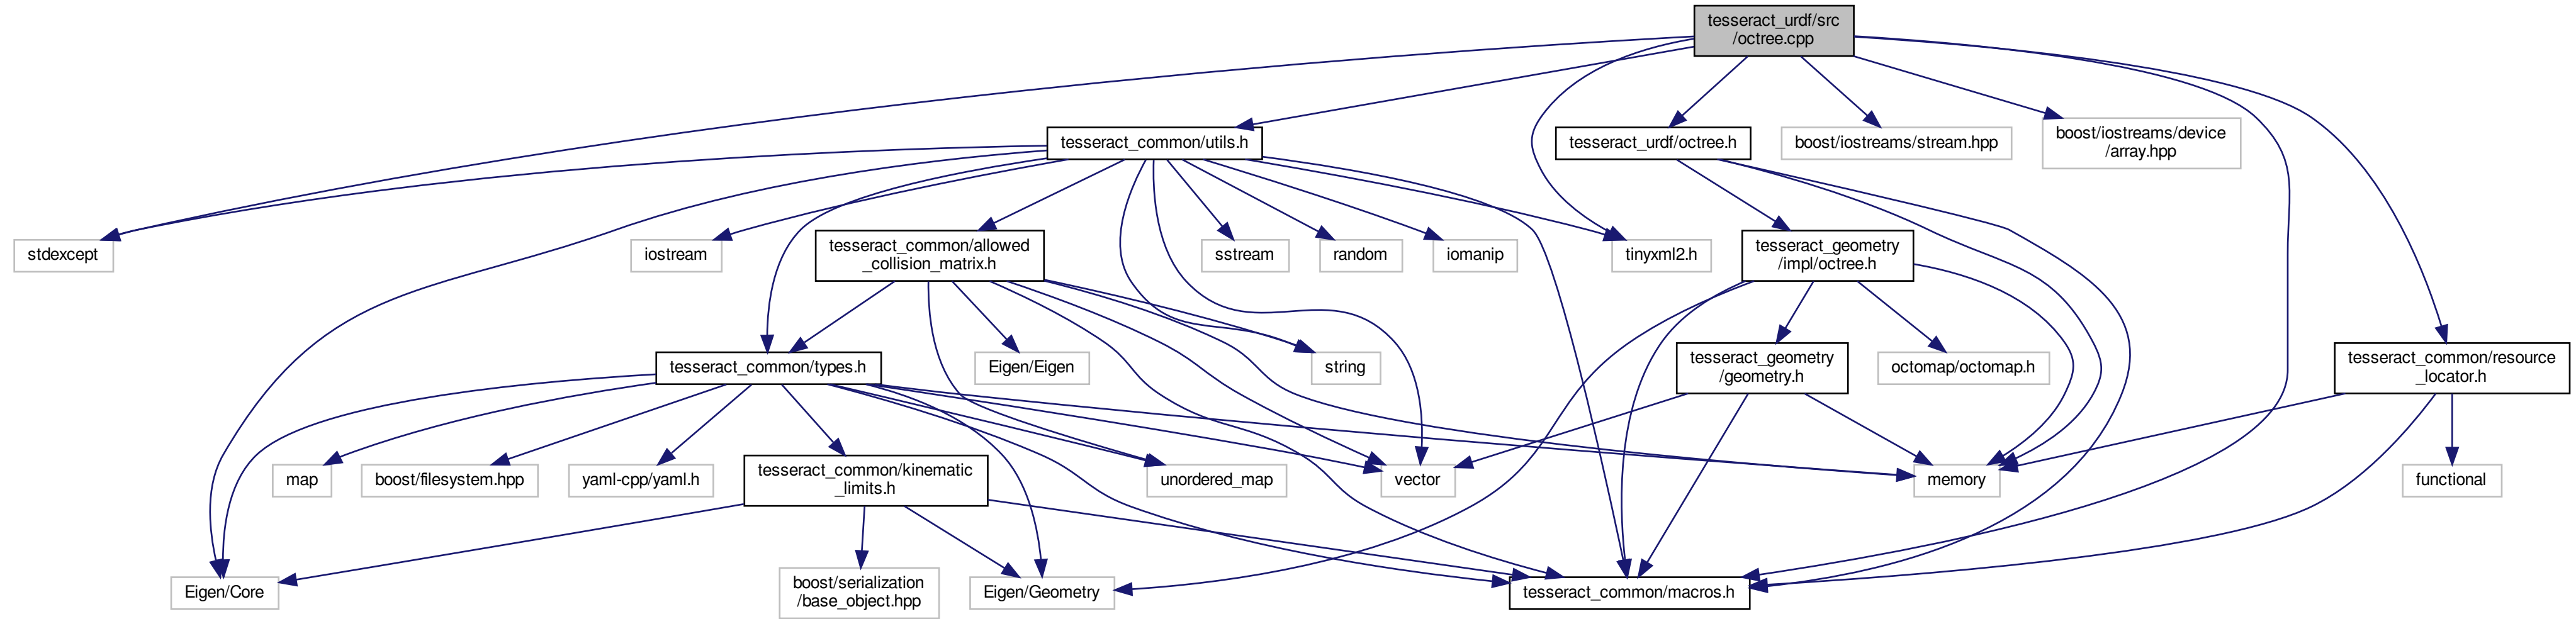 tesseract_urdf/src
/octree.cpp
tesseract_common/utils.h
tesseract_urdf/octree.h
boost/iostreams/stream.hpp
boost/iostreams/device
/array.hpp
stdexcept
iostream
tesseract_common/allowed
_collision_matrix.h
sstream
random
iomanip
tinyxml2.h
tesseract_geometry
/impl/octree.h
tesseract_common/types.h
Eigen/Eigen
string
tesseract_geometry
/geometry.h
octomap/octomap.h
tesseract_common/resource
_locator.h
map
boost/filesystem.hpp
yaml-cpp/yaml.h
tesseract_common/kinematic
_limits.h
unordered_map
vector
memory
functional
Eigen/Core
boost/serialization
/base_object.hpp
Eigen/Geometry
tesseract_common/macros.h